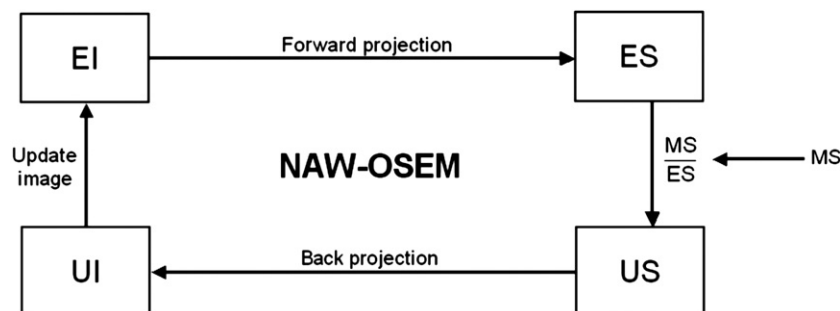 EI
Forward projection
ES
Update
image
NAW-OSEM
MS
ES
MS
UI
Back projection
US